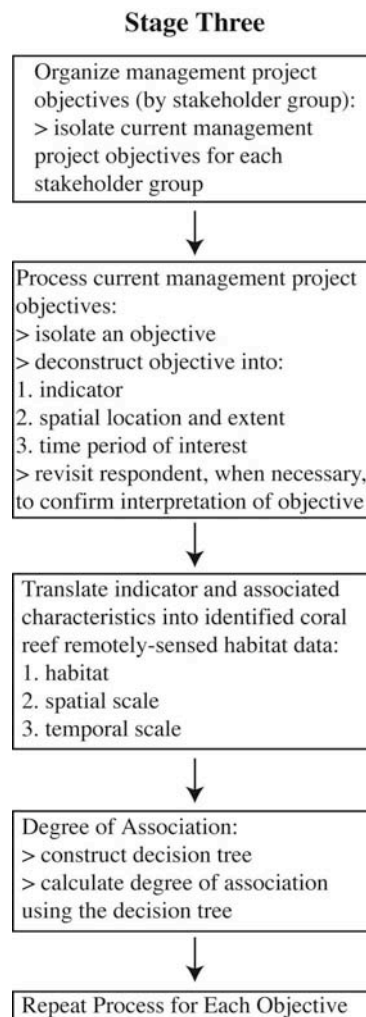 Stage Three
Organize management project
objectives (by stakeholder group):
> isolate current management
project objectives for each
stakeholder group
Process current management project
objectives:
> isolate an objective
> deconstruct objective into:
1. indicator
2. spatial location and extent
3. time period of interest
> revisit respondent, when necessary,
to confirm interpretation of objective
Translate indicator and associated
characteristics into identified coral
reef remotely-sensed habitat data:
1. habitat
2. spatial scale
3. temporal scale
Degree of Association:
> construct decision tree
> calculate degree of association
using the decision tree
Repeat Process for Each Objective